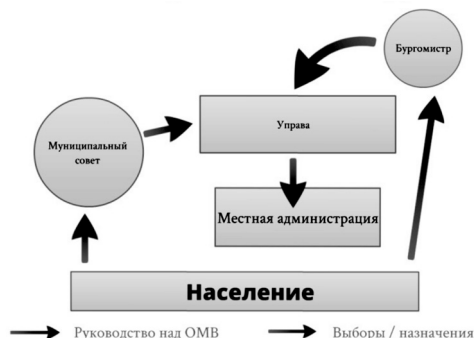 Бургомистр
Управа
Муниципальный
совет
Местная администрация
Население
Руководство над ОМВ
Выборы / назначения